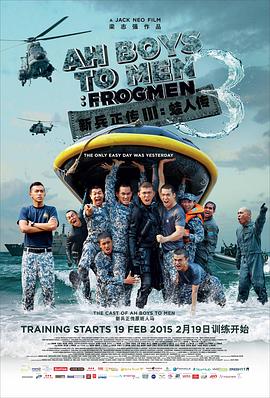 A JACK NEO FILM
梁志强作品
AH BOYS
TO MEN
3
:FROGMEN
新兵正传III:蛙人传
THE ONLY EASY DAY WAS YESTERDAY
THE CAST OF AH BOYS TO MEN
新兵正传原班人马
TRAINING STARTS 19 FEB 2015 2月19日训练开始